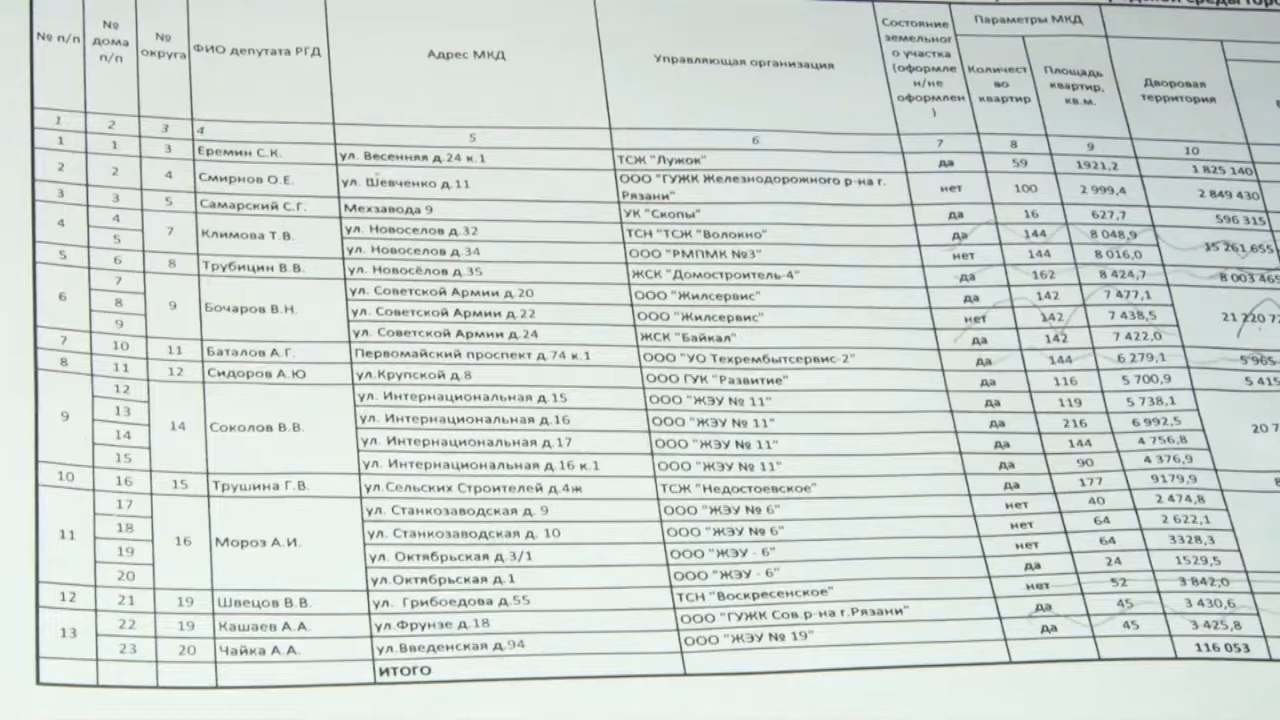 № п/п № дома п/п № округа ФИО депутата РГД Адрес МКД Управляющая организация Состояние земельного участка (оформлен/не оформлен) Параметры МКД
Количество квартир Площадь квартир, кв.м. Дворовая территория
1 2 3 4 5 6 7 8 9 10
1 1 3 Еремин С.К. ул. Весенняя д.24 к.1 ТСЖ "Лужок" да 59 1921,2 1 825 140
2 2 4 Смирнов О.Е. ул. Шевченко д.11 ООО "ГУЖК Железнодорожного р-на г. Рязани" нет 100 2 999,4 2 849 430
3 3 5 Самарский С.Г. Мехзавода 9 УК "Скопы" да 16 627,7 596 315
4 4 7 Климова Т.В. ул. Новоселов д.32 ТСН "ТСЖ "Волокно" да 144 8 048,9 15 261 655
5 ул. Новоселов д.34 ООО "РМПМК №3" нет 144 8 016,0
5 6 8 Трубицин В.В. ул. Новосёлов д.35 ЖСК "Домостроитель-4" да 162 8 424,7 8 003 465
6 7 9 Бочаров В.Н. ул. Советской Армии д.20 ООО "Жилсервис" да 142 7 477,1
8 ул. Советской Армии д.22 ООО "Жилсервис" нет 142 7 438,5 21 220 7
9 ул. Советской Армии д.24 ЖСК "Байкал" да 142 7 422,0
7 10 11 Баталов А.Г. Первомайский проспект д.74 к.1 ООО "УО Техрембытсервис-2" да 144 6 279,1 5 965
8 11 12 Сидоров А.Ю ул.Крупской д.8 ООО ГУК "Развитие" да 116 5 700,9 5 415
9 12 14 Соколов В.В. ул. Интернациональная д.15 ООО "ЖЭУ № 11" да 119 5 738,1
13 ул. Интернациональная д.16 ООО "ЖЭУ № 11" да 216 6 992,5 20 7
14 ул. Интернациональная д.17 ООО "ЖЭУ № 11" да 144 4 756,8
15 ул. Интернациональная д.16 к.1 ООО "ЖЭУ № 11" да 90 4 376,9
10 16 15 Трушина Г.В. ул.Сельских Строителей д.4ж ТСЖ "Недостоевское" да 177 9179,9 8
11 17 16 Мороз А.И. ул. Станкозаводская д. 9 ООО "ЖЭУ № 6" нет 40 2 474,8
18 ул. Станкозаводская д. 10 ООО "ЖЭУ № 6" нет 64 2 622,1
19 ул. Октябрьская д.3/1 ООО "ЖЭУ - 6" нет 64 3328,3
20 ул.Октябрьская д.1 ООО "ЖЭУ - 6" да 24 1529,5
12 21 19 Швецов В.В. ул. Грибоедова д.55 ТСН "Воскресенское" нет 52 3 842,0
13 22 19 Кашаев А.А. ул.Фрунзе д.18 ООО "ГУЖК Сов.р-на г.Рязани" да 45 3 430,6
23 20 Чайка А.А. ул.Введенская д.94 ООО "ЖЭУ № 19" да 45 3 425,8
ИТОГО 116 053